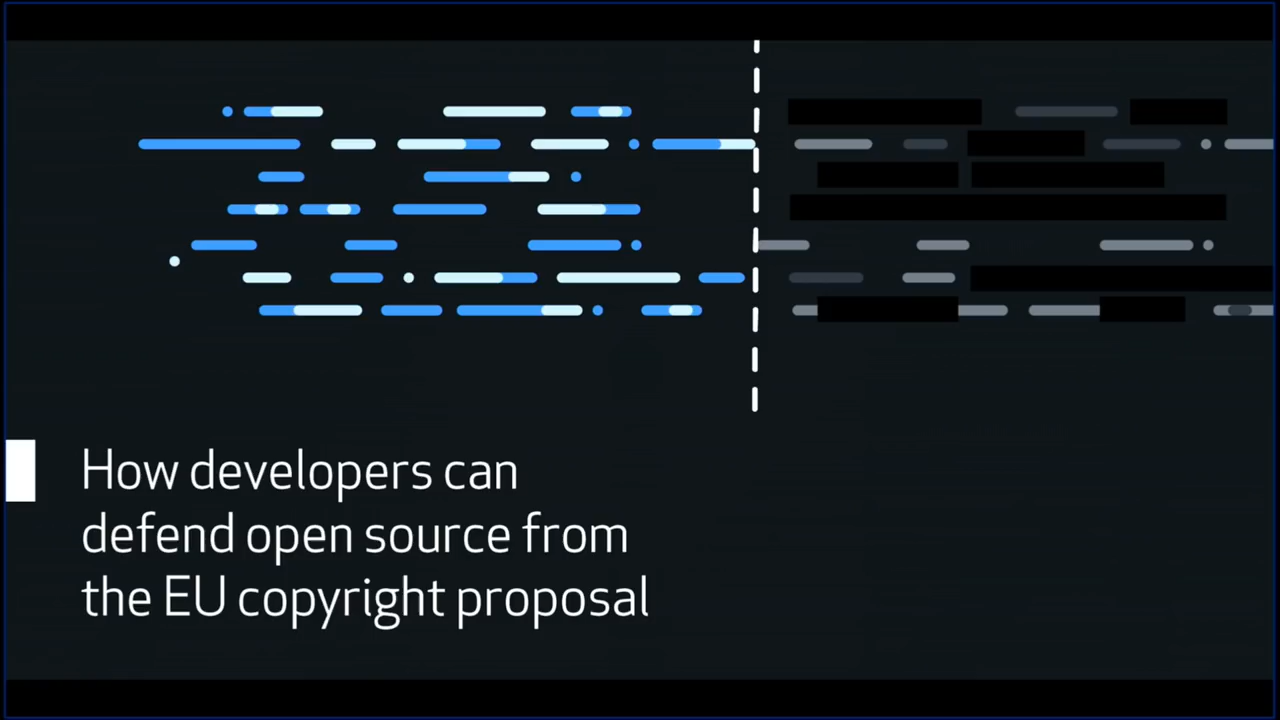 How developers can
defend open source from
the EU copyright proposal